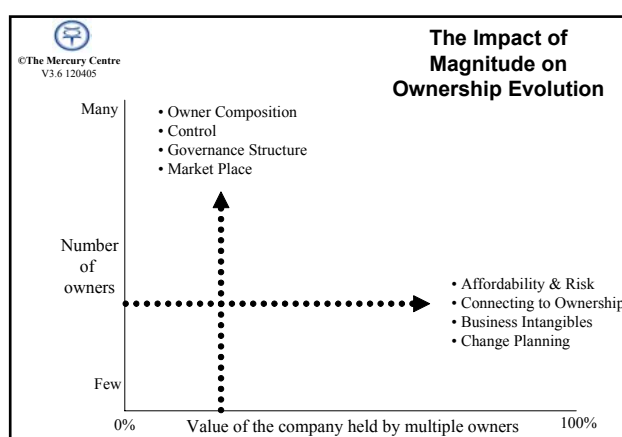 ©The Mercury Centre
V3.6 120405
The Impact of
Magnitude on
Ownership Evolution
Many
• Owner Composition
• Control
• Governance Structure
• Market Place
Number
of
owners
• Affordability & Risk
• Connecting to Ownership
• Business Intangibles
• Change Planning
Few
0%
Value of the company held by multiple owners
100%